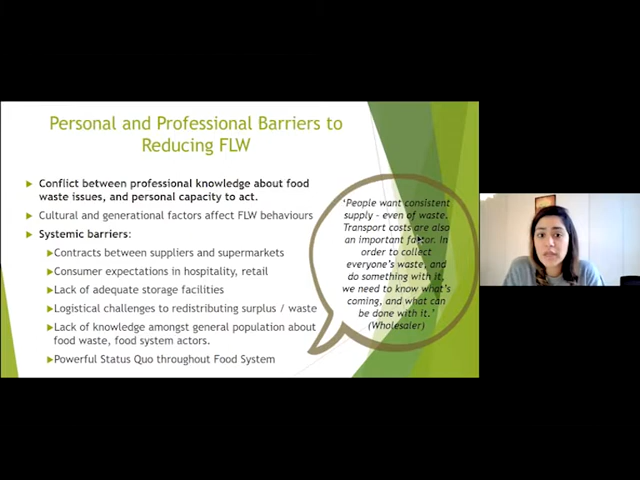 Personal and Professional Barriers to
Reducing FLW
Conflict between professional knowledge about food
waste issues, and personal capacity to act.
Cultural and generational factors affect FLW behaviours
Systemic barriers:
Contracts between suppliers and supermarkets
Consumer expectations in hospitality, retail
Lack of adequate storage facilities
Logistical challenges to redistributing surplus / waste
Lack of knowledge amongst general population about
food waste, food system actors.
Powerful Status Quo throughout Food System
‘People want consistent
supply – even of waste.
Transport costs are also
an important factor. In
order to collect
everyone’s waste, and
do something with it,
we need to know what’s
coming, and what can
be done with it.’
(Wholesaler)